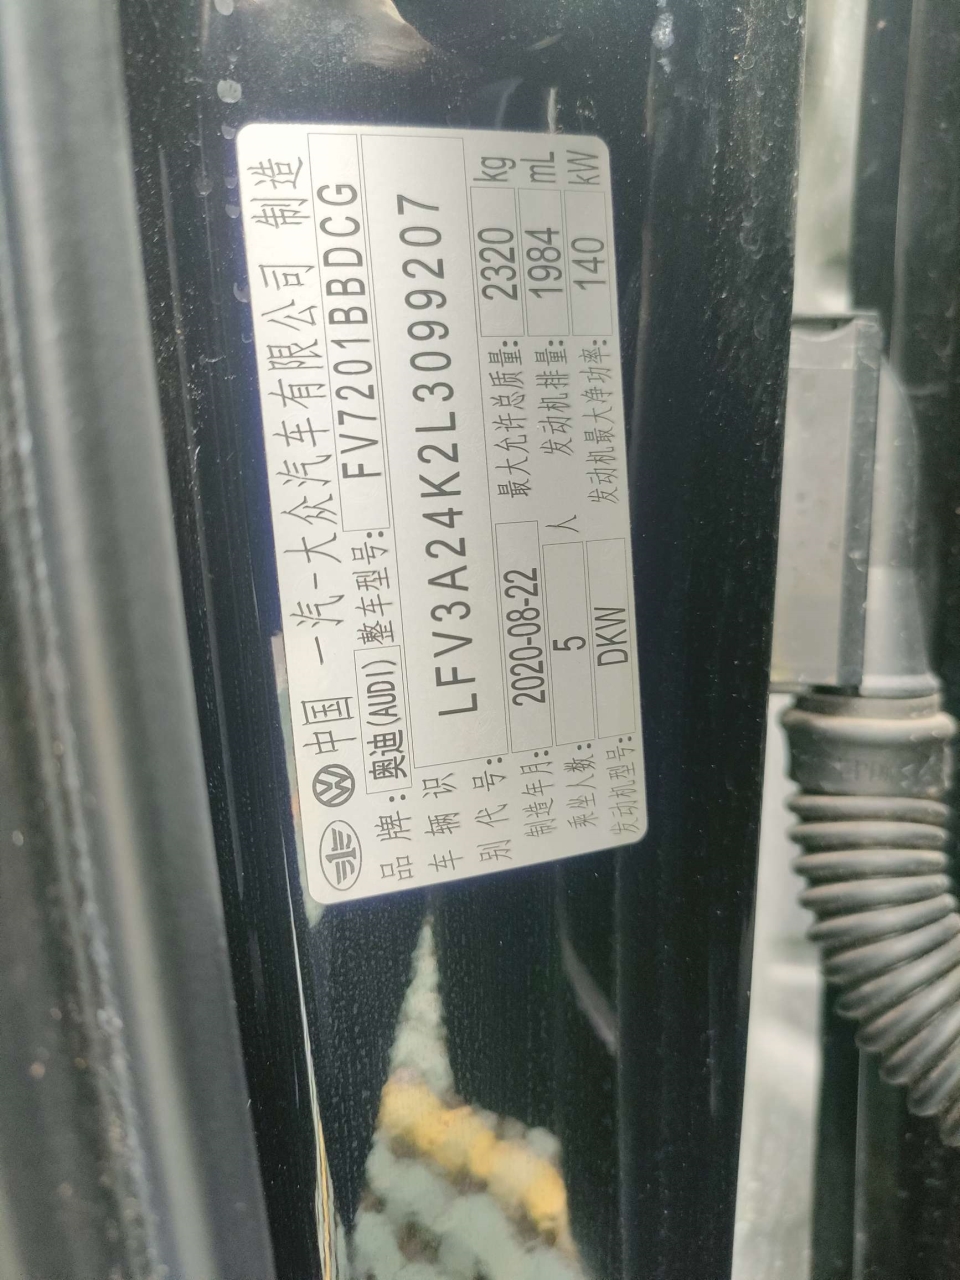 中国 一汽-大众汽车有限公司 制造
品牌: 奥迪(AUDI) 整车型号: FV7201BBDCG
车辆识别代号: LFV3A24K2L3099207
制造年月: 2020-08-22 最大允许总质量: 2320 kg
乘坐人数: 5 人 发动机排量: 1984 mL
发动机型号: DKW 发动机最大净功率: 140 kW